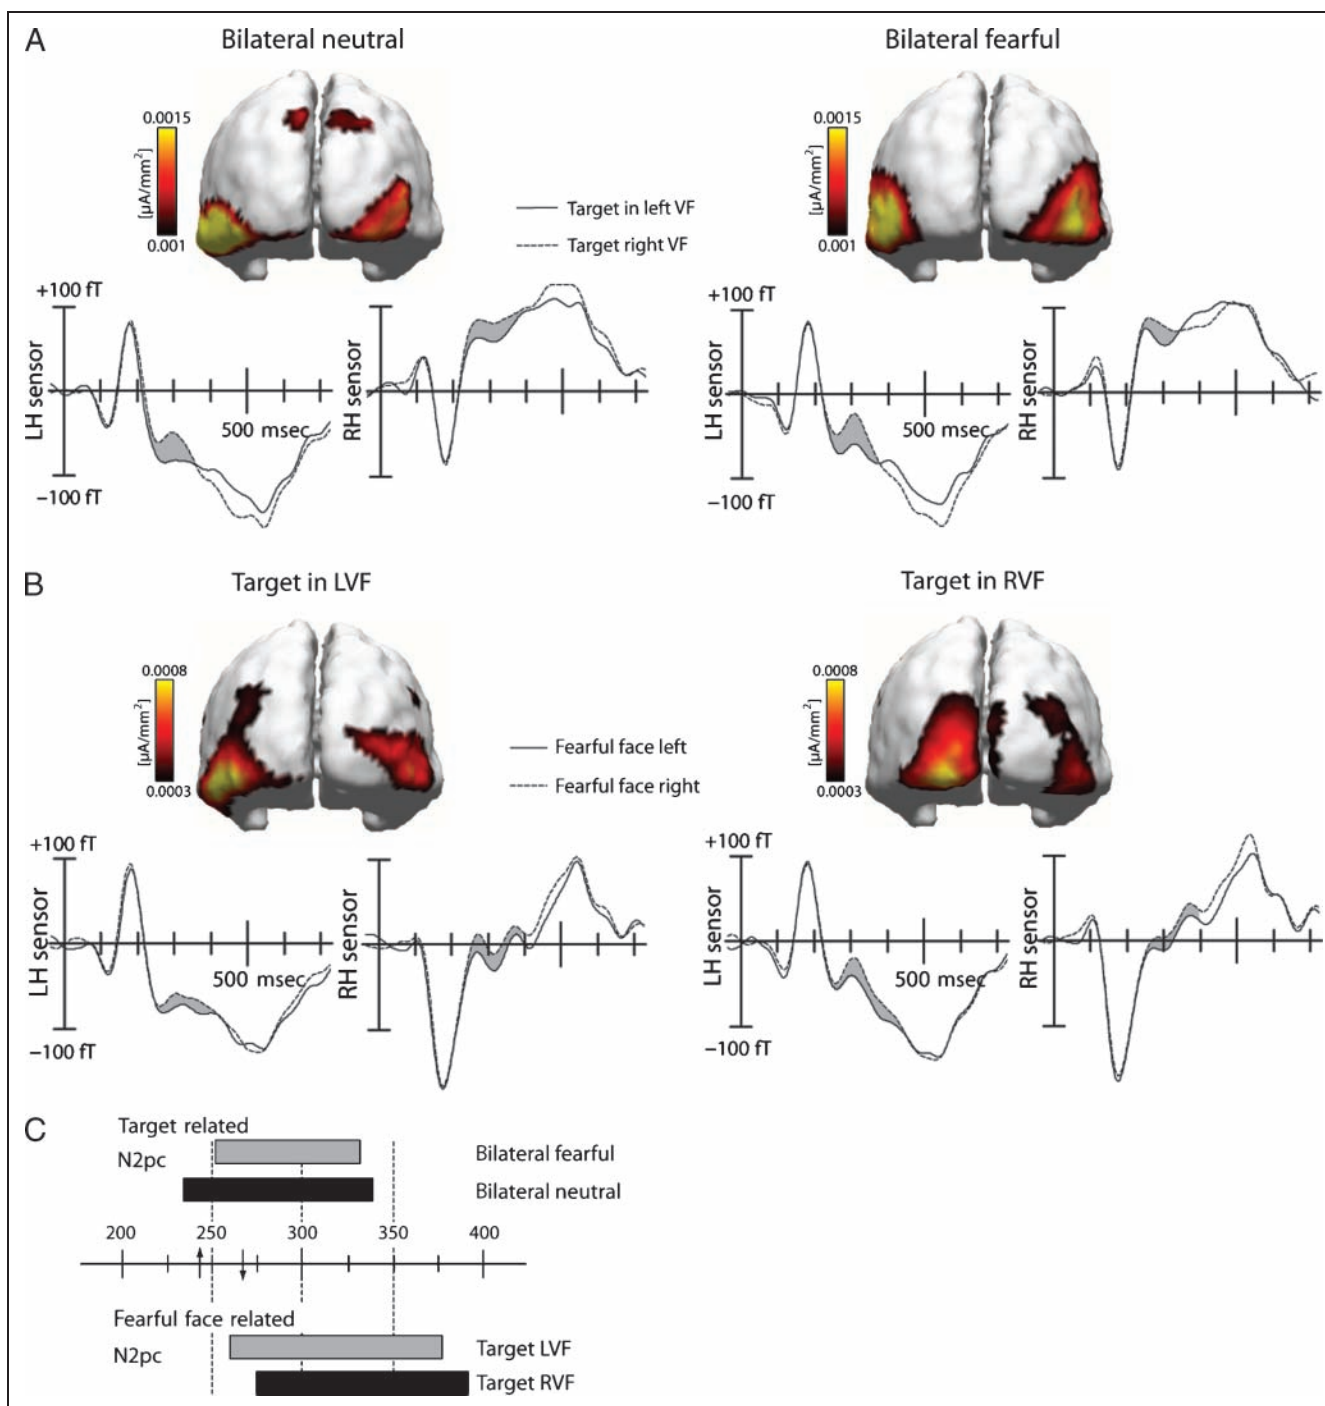 A
Bilateral neutral
Bilateral fearful
0.0015
[µA/mm²]
0.001
0.0015
[µA/mm²]
0.001
Target in left VF
Target right VF
+100 fT
LH sensor
−100 fT
500 msec
RH sensor
+100 fT
LH sensor
−100 fT
500 msec
RH sensor
B
Target in LVF
Target in RVF
0.0008
[µA/mm²]
0.0003
0.0008
[µA/mm²]
0.0003
Fearful face left
Fearful face right
+100 fT
LH sensor
−100 fT
500 msec
RH sensor
+100 fT
LH sensor
−100 fT
500 msec
RH sensor
C
Target related
N2pc
Bilateral fearful
Bilateral neutral
200 250 300 350 400
Fearful face related
N2pc
Target LVF
Target RVF